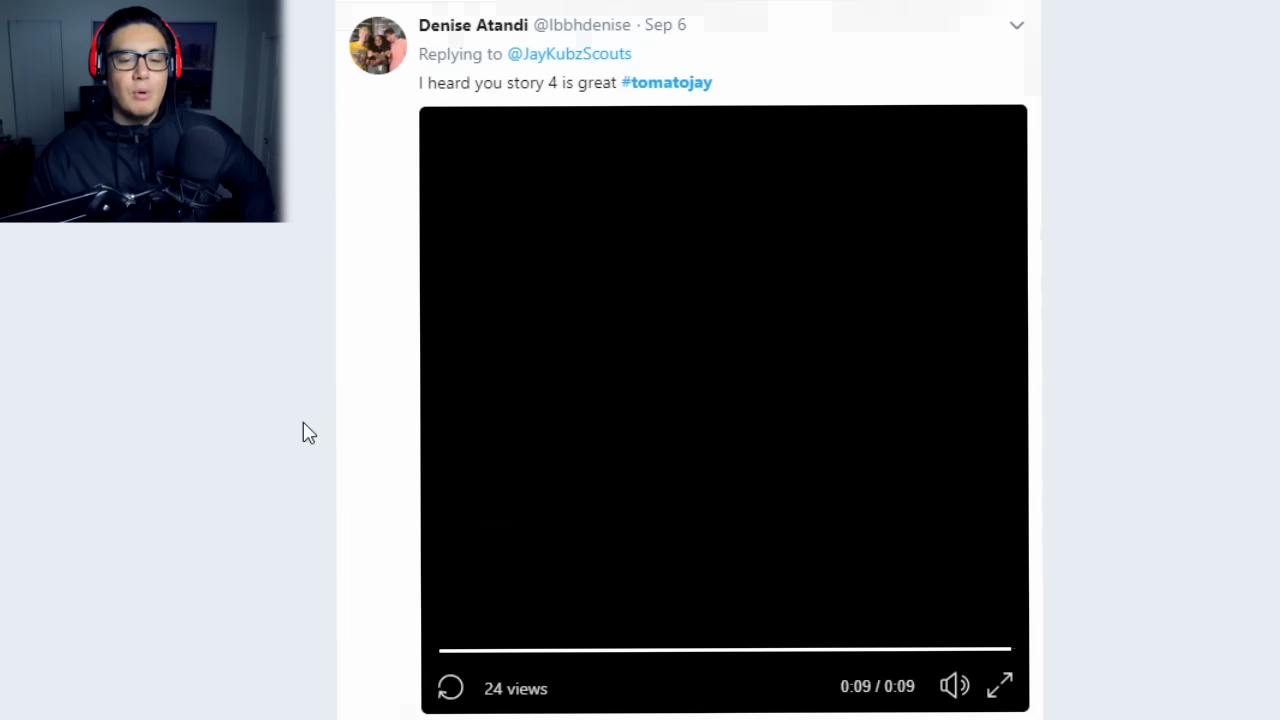 Denise Atandi @lbbhdenise · Sep 6
Replying to @JayKubzScouts
I heard you story 4 is great #tomatojay
24 views
0:09 / 0:09